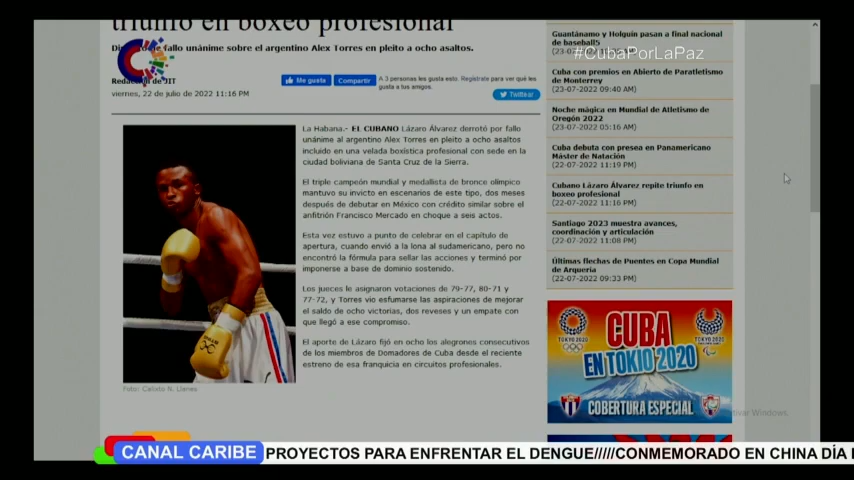 triunfo en boxeo profesional
fallo unánime sobre el argentino Alex Torres en pleito a ocho asaltos.
Redacción de JIT
viernes, 22 de julio de 2022 11:16 PM
Me gusta
Compartir
A 3 persones les gusta esto. Regístrate para ver qué les
gusta a tus amigos.
Twittear
La Habana.- EL CUBANO Lázaro Álvarez derrotó por fallo
unánime al argentino Alex Torres en pleito a ocho asaltos
incluido en una velada boxística profesional con sede en la
ciudad boliviana de Santa Cruz de la Sierra.
El triple campeón mundial y medallista de bronce olímpico
mantuvo su invicto en escenarios de este tipo, dos meses
después de debutar en México con crédito similar sobre el
anfitrión Francisco Mercado en choque a seis actos.
Esta vez estuvo a punto de celebrar en el capítulo de
apertura, cuando envió a la lona al sudamericano, pero no
encontró la fórmula para sellar las acciones y terminó por
imponerse a base de dominio sostenido.
Los jueces le asignaron votaciones de 79-77, 80-71 y
77-72, y Torres vio esfumarse las aspiraciones de mejorar
el saldo de ocho victorias, dos reveses y un empate con
que llegó a ese compromiso.
El aporte de Lázaro fijó en ocho los alegrones consecutivos
de los miembros de Domadores de Cuba desde el reciente
estreno de esa franquicia en circuitos profesionales.
Foto: Calixto N. Llanes
Guantánamo y Holguín pasan a final nacional
de baseball5
(23-07-2022
#CubaPorLaPaz
Cuba con premios en Abierto de Paratletismo
de Monterrey
(23-07-2022 09:40 AM)
Noche mágica en Mundial de Atletismo de
Oregón 2022
(23-07-2022 05:16 AM)
Cuba debuta con presea en Panamericano
Máster de Natación
(22-07-2022 11:19 PM)
Cubano Lázaro Álvarez repite triunfo en
boxeo profesional
(22-07-2022 11:16 PM)
Santiago 2023 muestra avances,
coordinación y articulación
(22-07-2022 11:08 PM)
Últimas flechas de Puentes en Copa Mundial
de Arquería
(22-07-2022 09:33 PM)
TOKYO 2020
CUBA
EN TOKIO 2020
TOKYO 2020
COBERTURA ESPECIAL
tivar Windows.
CANAL CARIBE
PROYECTOS PARA ENFRENTAR EL DENGUE/////CONMEMORADO EN CHINA DÍA